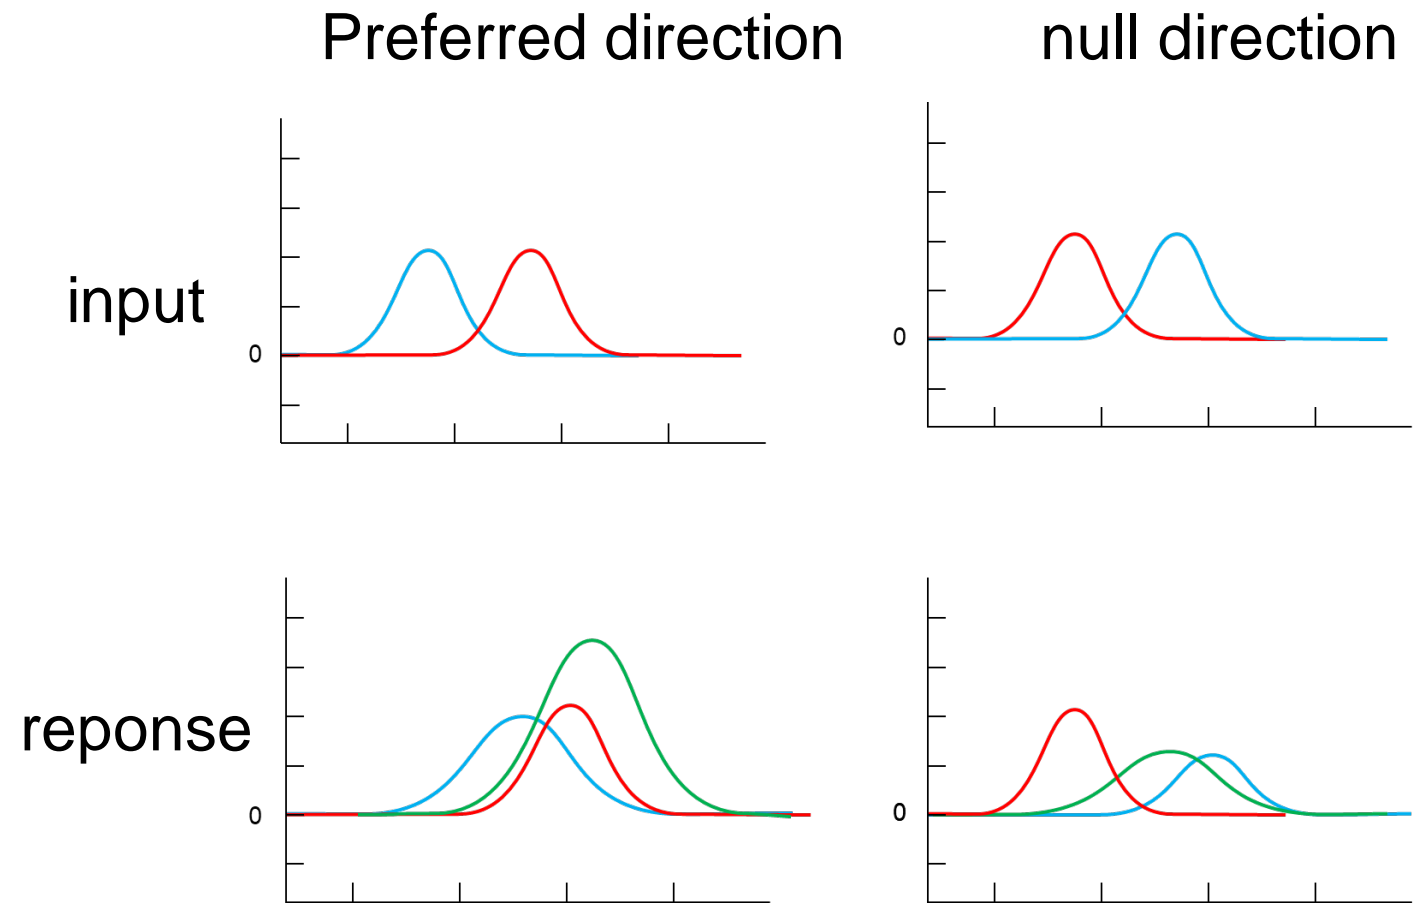 Preferred direction
null direction
input
0
0
reponse
0
0